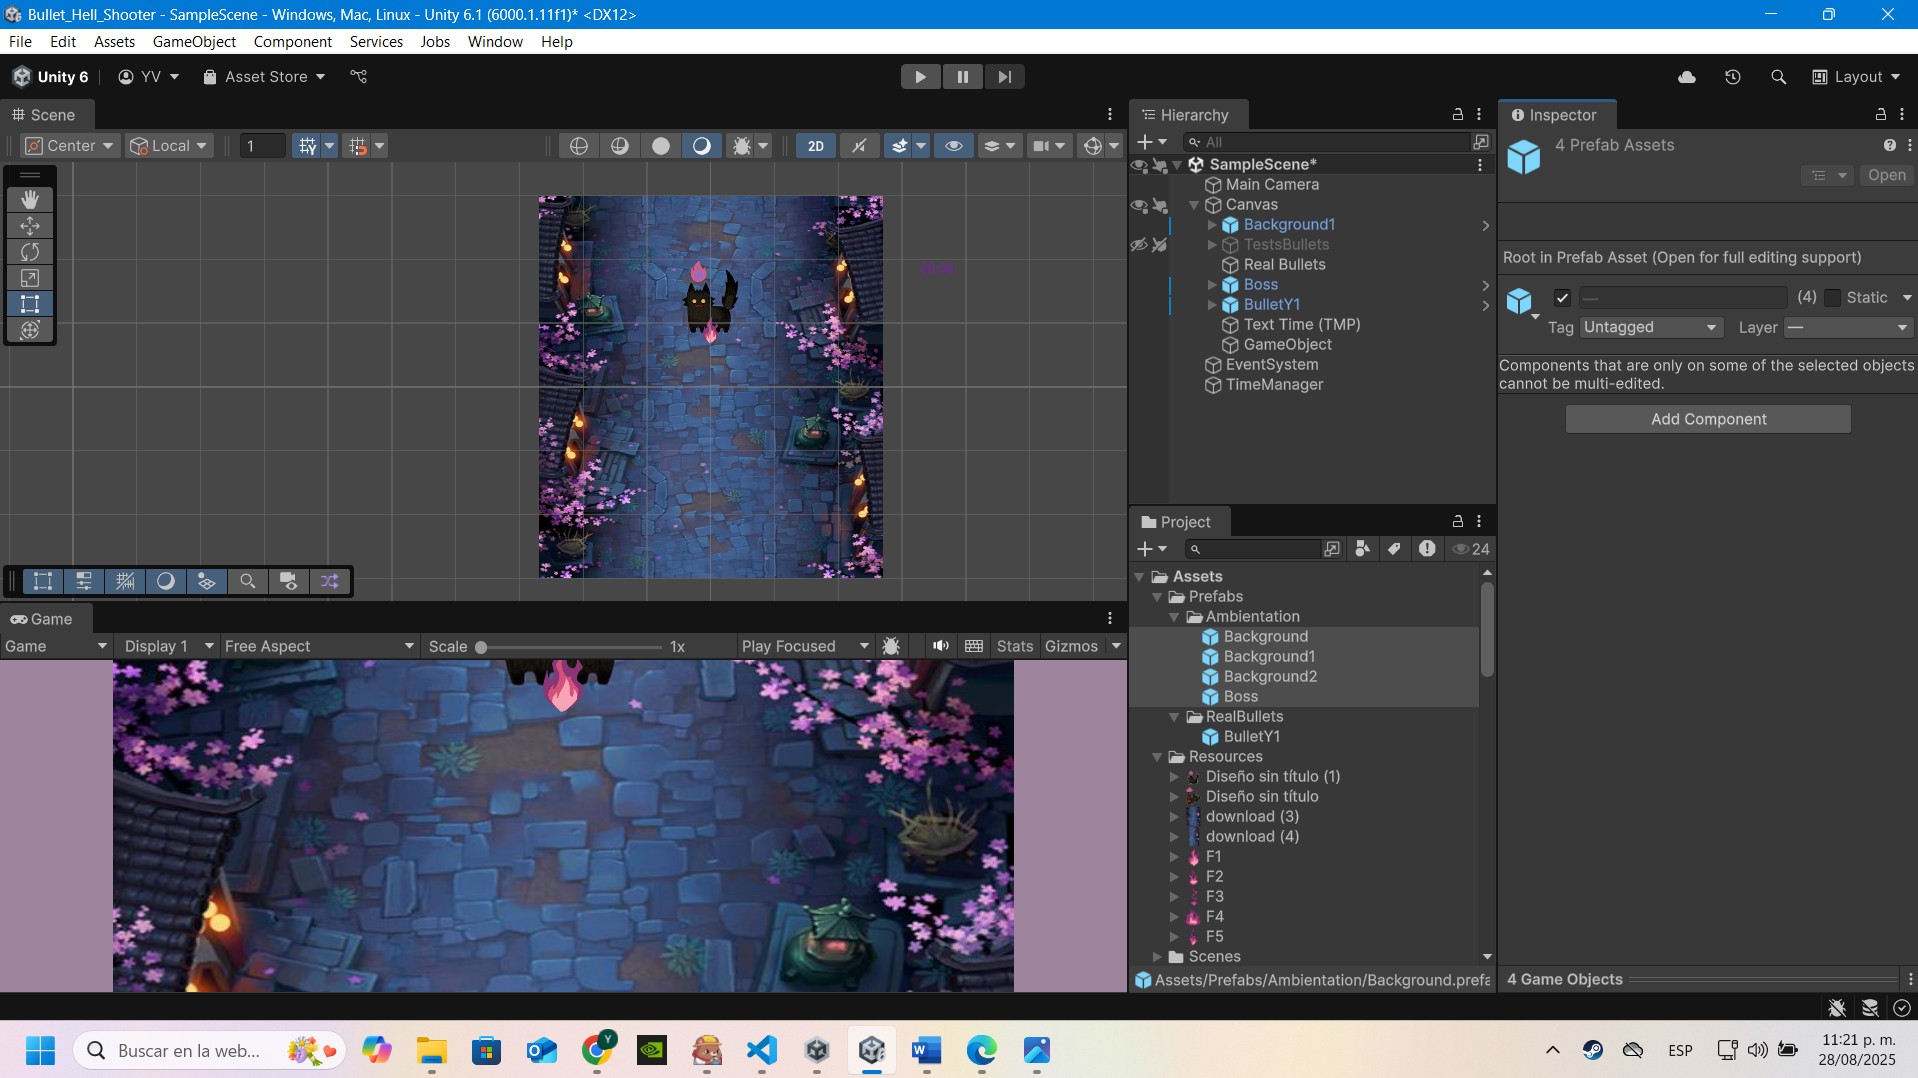 Bullet_Hell_Shooter - SampleScene - Windows, Mac, Linux - Unity 6.1 (6000.1.11f1)* <DX12>
File Edit Assets GameObject Component Services Jobs Window Help
Unity 6 YV Asset Store Layout
Scene
Center Local 1 2D
Game
Game Display 1 Free Aspect Scale 1x Play Focused Stats Gizmos
Hierarchy
All
SampleScene*
Main Camera
Canvas
Background1
TestsBullets
Real Bullets
Boss
BulletY1
Text Time (TMP)
GameObject
EventSystem
TimeManager
Project
24
Assets
Prefabs
Ambientation
Background
Background1
Background2
Boss
RealBullets
BulletY1
Resources
Diseño sin título (1)
Diseño sin título
download (3)
download (4)
F1
F2
F3
F4
F5
Scenes
Assets/Prefabs/Ambientation/Background.prefa
Inspector
4 Prefab Assets
Open
Root in Prefab Asset (Open for full editing support)
— (4) Static
Tag Untagged Layer —
Components that are only on some of the selected objects
cannot be multi-edited.
Add Component
4 Game Objects
Buscar en la web...
ESP
11:21 p. m.
28/08/2025